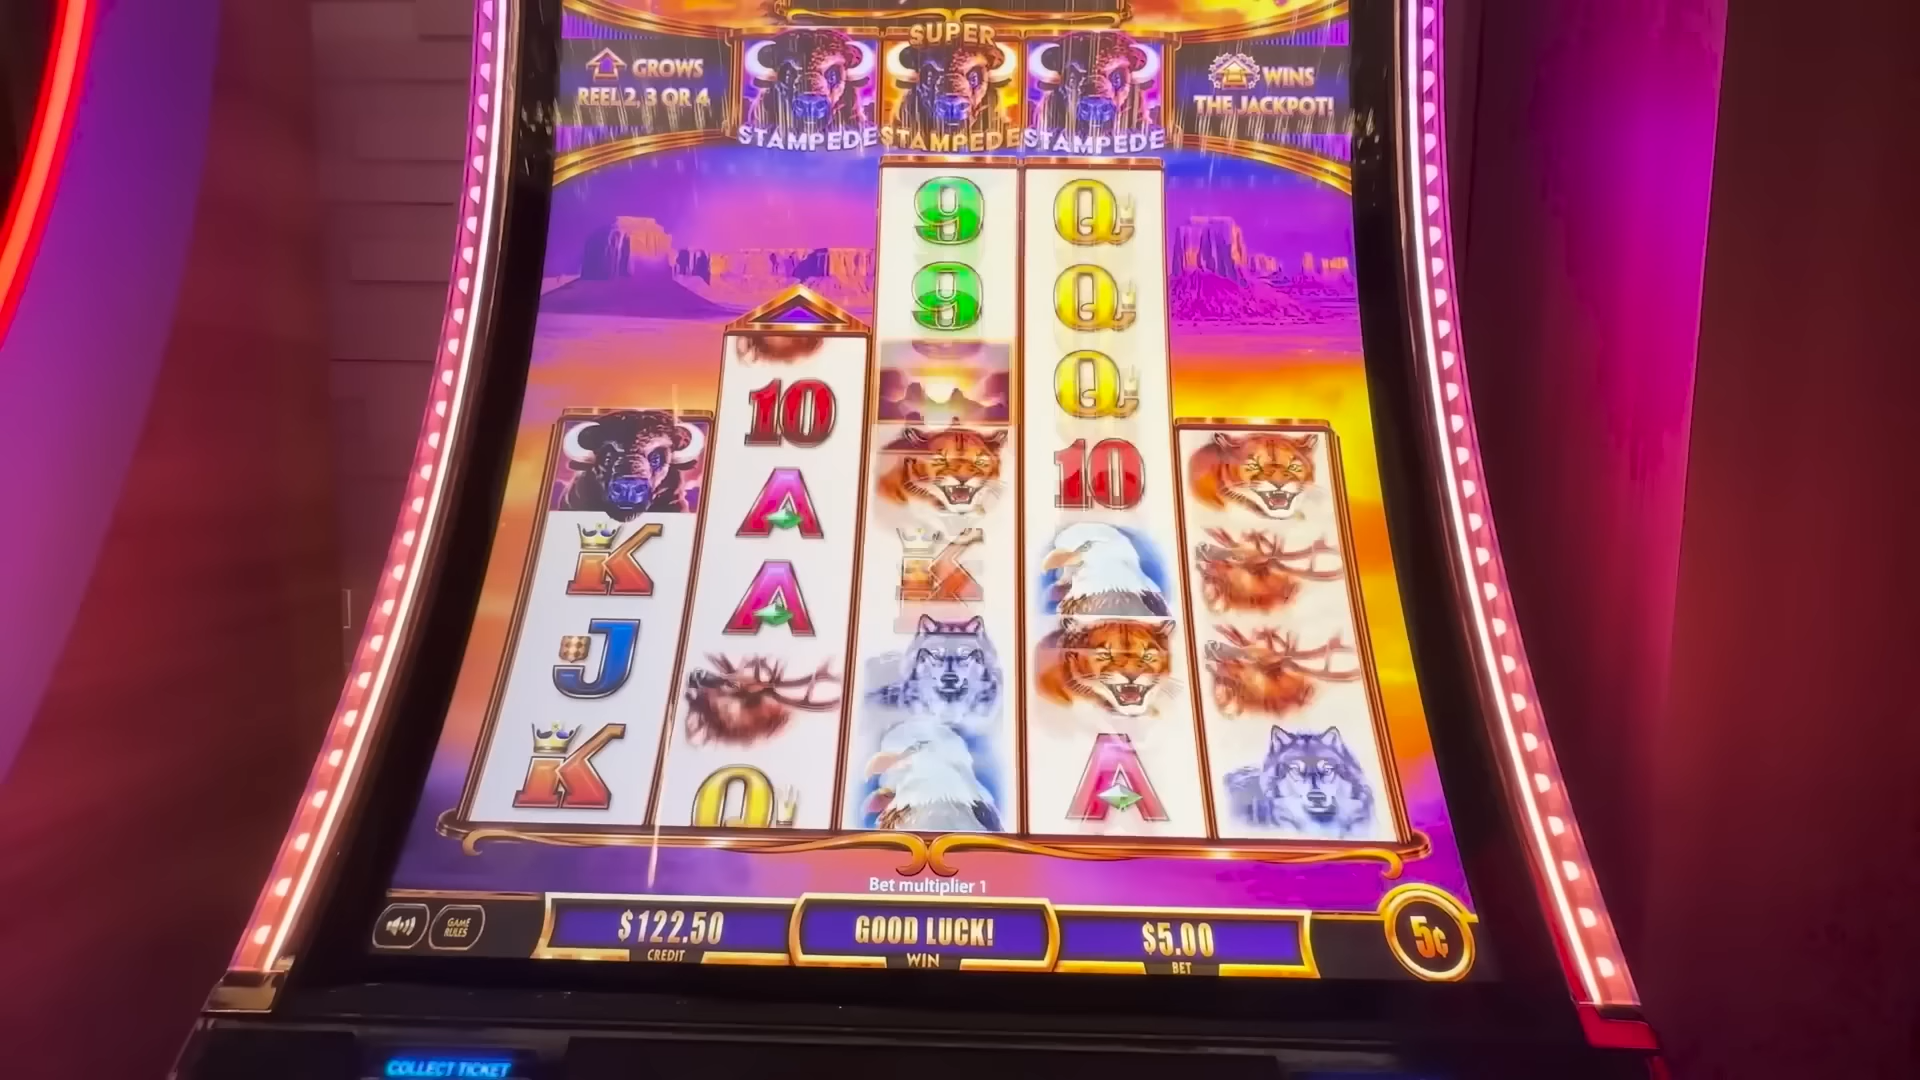 SUPER
GROWS
REEL 2, 3 OR 4
STAMPEDE STAMPEDE STAMPEDE
WINS
THE JACKPOT!
9 Q
9 Q
Q
10
A
10
K K
A
J
K
Q
A
Bet multiplier 1
GAME
RULES
$122.50
CREDIT
GOOD LUCK!
WIN
$5.00
BET
5¢
COLLECT TICKET